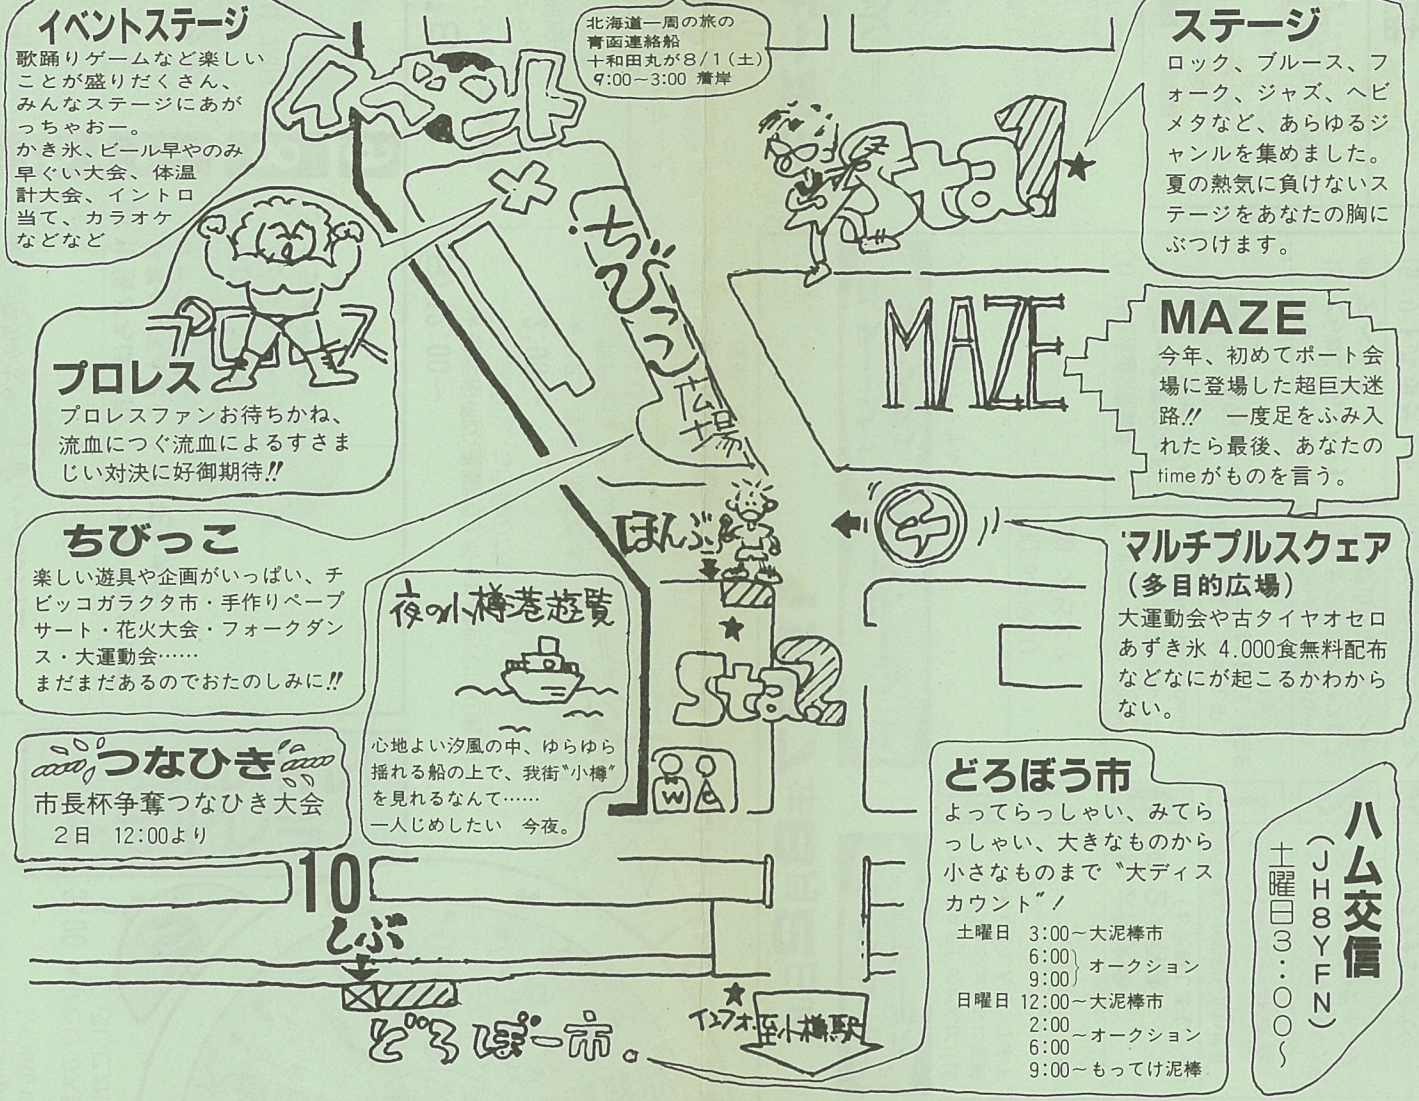 イベントステージ
歌踊りゲームなど楽しい
ことが盛りだくさん、
みんなステージにあが
っちゃおー。
かき氷、ビール早やのみ
早ぐい大会、体温
計大会、イントロ
当て、カラオケ
などなど
イベント
北海道一周の旅の
青函連絡船
十和田丸が8/1(土)
9:00〜3:00 着岸
sta1
ステージ
ロック、ブルース、フ
ォーク、ジャズ、ヘビ
メタなど、あらゆるジ
ャンルを集めました。
夏の熱気に負けないス
テージをあなたの胸に
ぶつけます。
プロレス
プロレスファンお待ちかね、
流血につぐ流血によるすさま
じい対決に好御期待!!
ちびっこ
広場
MAZE
MAZE
今年、初めてポート会
場に登場した超巨大迷
路!! 一度足をふみ入
れたら最後、あなたの
timeがものを言う。
ちびっこ
楽しい遊具や企画がいっぱい、チ
ビッコガラクタ市・手作りペープ
サート・花火大会・フォークダン
ス・大運動会……
まだまだあるのでおたのしみに!!
ほんぶ
マルチプルスクェア
(多目的広場)
大運動会や古タイヤオセロ
あずき氷 4.000食無料配布
などなにが起こるかわから
ない。
夜の小樽港遊覧
心地よい汐風の中、ゆらゆら
揺れる船の上で、我街〝小樽〟
を見れるなんて……
一人じめしたい 今夜。
sta2
W C
つなひき
市長杯争奪つなひき大会
2日 12:00より
どろぼう市
よってらっしゃい、みてら
っしゃい、大きなものから
小さなものまで〝大ディス
カウント〟!
土曜日 3:00〜大泥棒市
6:00
9:00}オークション
日曜日 12:00〜大泥棒市
2:00
6:00〜オークション
9:00〜もってけ泥棒
ハム交信
(JH8YFN)
土曜日3:00〜
10
しぶ
どろぼー市.
インフォ.
至小樽駅